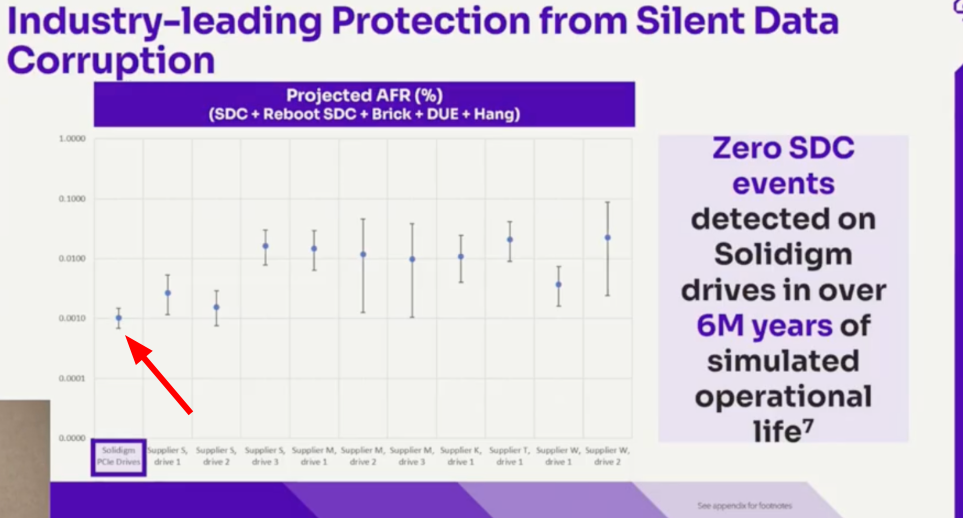 Industry-leading Protection from Silent Data
Corruption
Projected AFR (%)
(SDC + Reboot SDC + Brick + DUE + Hang)
1.0000
0.1000
0.0100
0.0010
0.0001
0.0000
Solidigm PCIe Drives
Supplier S, drive 1
Supplier S, drive 2
Supplier S, drive 3
Supplier M, drive 1
Supplier M, drive 2
Supplier M, drive 3
Supplier K, drive 1
Supplier T, drive 1
Supplier W, drive 1
Supplier W, drive 2
Zero SDC
events
detected on
Solidigm
drives in over
6M years of
simulated
operational
life⁷
See appendix for footnotes